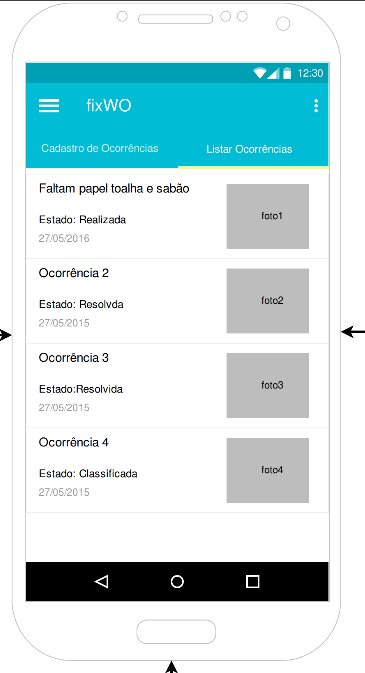 12:30
fixWO
Cadastro de Ocorrências
Listar Ocorrências
Faltam papel toalha e sabão
Estado: Realizada
27/05/2016
foto1
Ocorrência 2
Estado: Resolvda
27/05/2015
foto2
Ocorrência 3
Estado:Resolvida
27/05/2015
foto3
Ocorrência 4
Estado: Classificada
27/05/2015
foto4